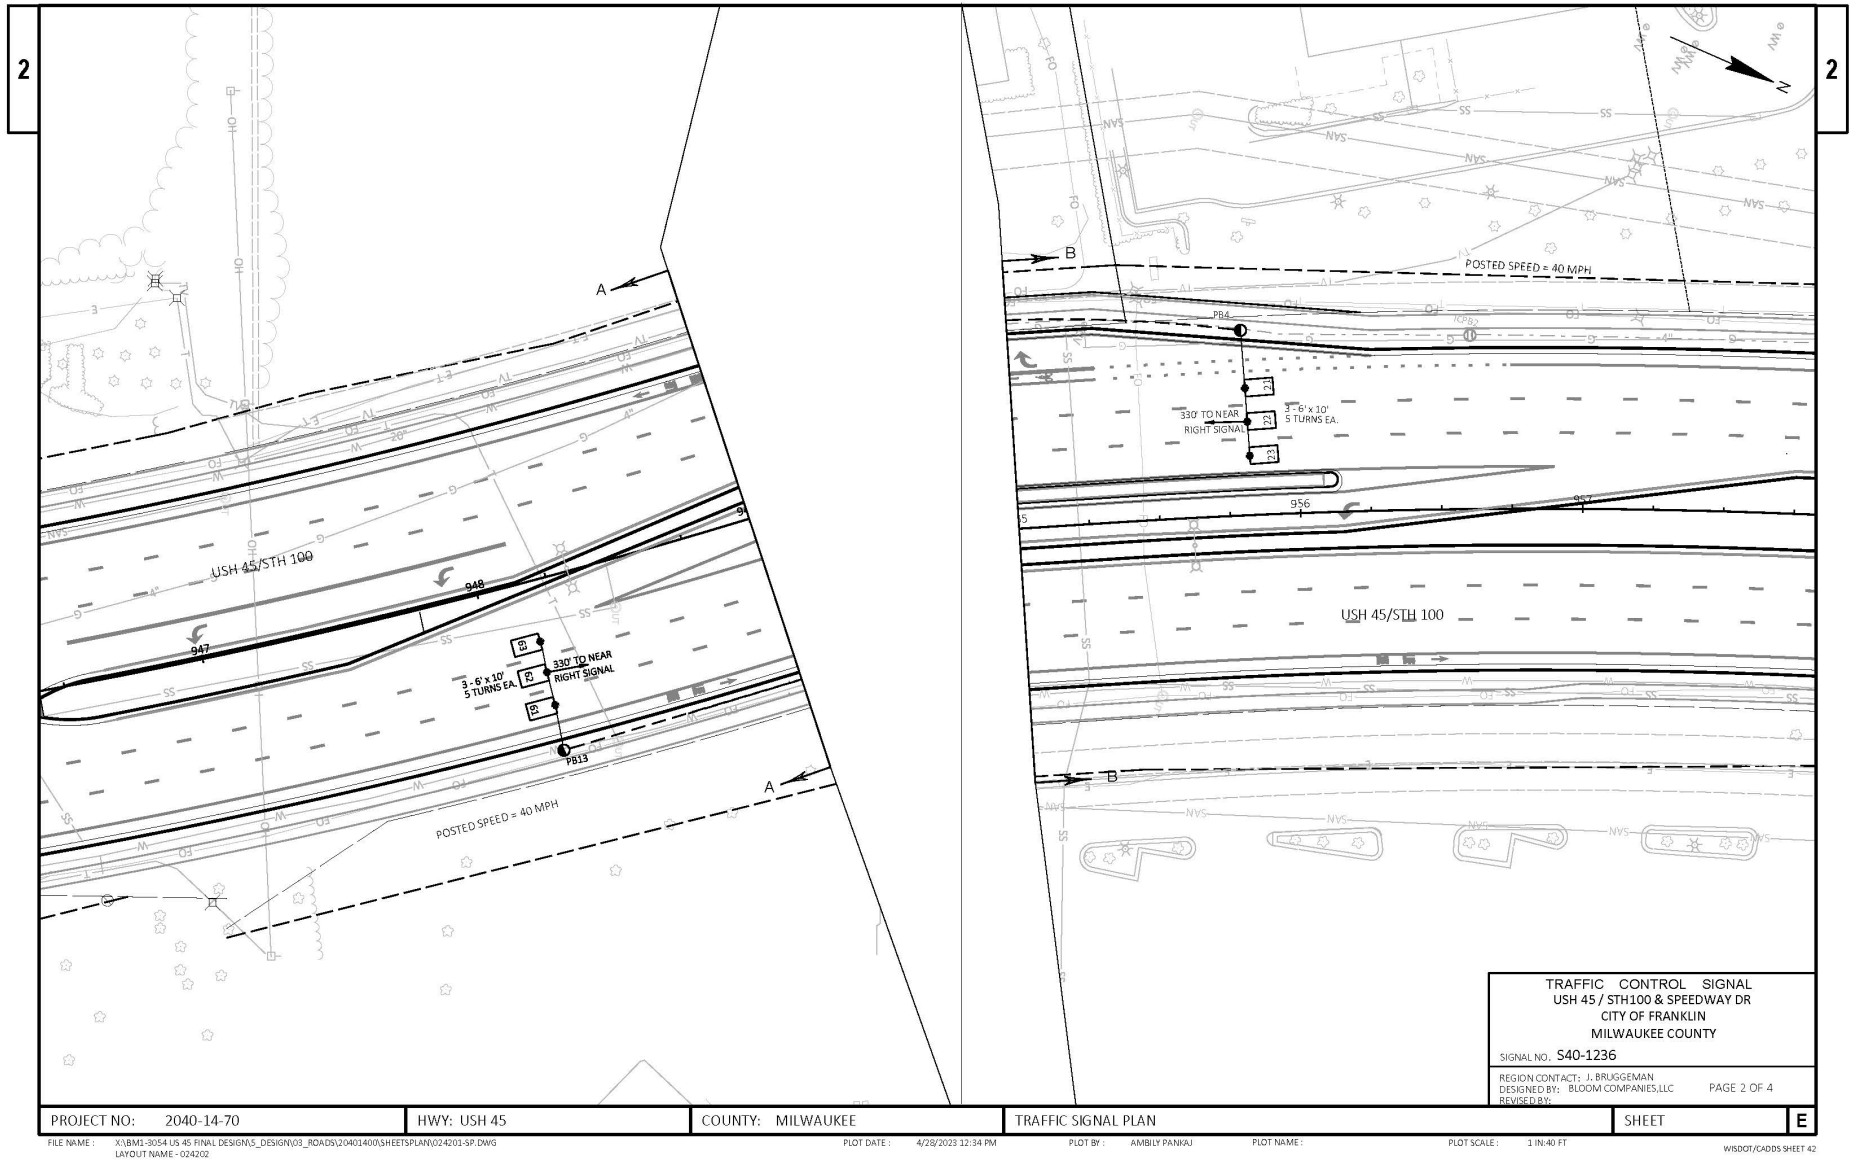 2
2
N
A
A
B
B
POSTED SPEED = 40 MPH
PB4
ICPB2
21
22
23
330' TO NEAR
RIGHT SIGNAL
3 - 6' x 10'
5 TURNS EA.
956
957
USH 45/STH 100
USH 45/STH 100
948
947
63
62
61
330' TO NEAR
RIGHT SIGNAL
3 - 6' x 10'
5 TURNS EA.
PB13
POSTED SPEED = 40 MPH
TRAFFIC CONTROL SIGNAL
USH 45 / STH100 & SPEEDWAY DR
CITY OF FRANKLIN
MILWAUKEE COUNTY
SIGNAL NO. S40-1236
REGION CONTACT: J. BRUGGEMAN
DESIGNED BY: BLOOM COMPANIES,LLC PAGE 2 OF 4
REVISED BY:
PROJECT NO: 2040-14-70 HWY: USH 45 COUNTY: MILWAUKEE TRAFFIC SIGNAL PLAN SHEET E
FILE NAME : X:\BM1-3054 US 45 FINAL DESIGN\5_DESIGN\03_ROADS\20401400\SHEETSPLAN\024201-SP.DWG PLOT DATE : 4/28/2023 12:34 PM PLOT BY : AMBILY PANKAJ PLOT NAME : PLOT SCALE : 1 IN:40 FT WISDOT/CADDS SHEET 42
LAYOUT NAME - 024202